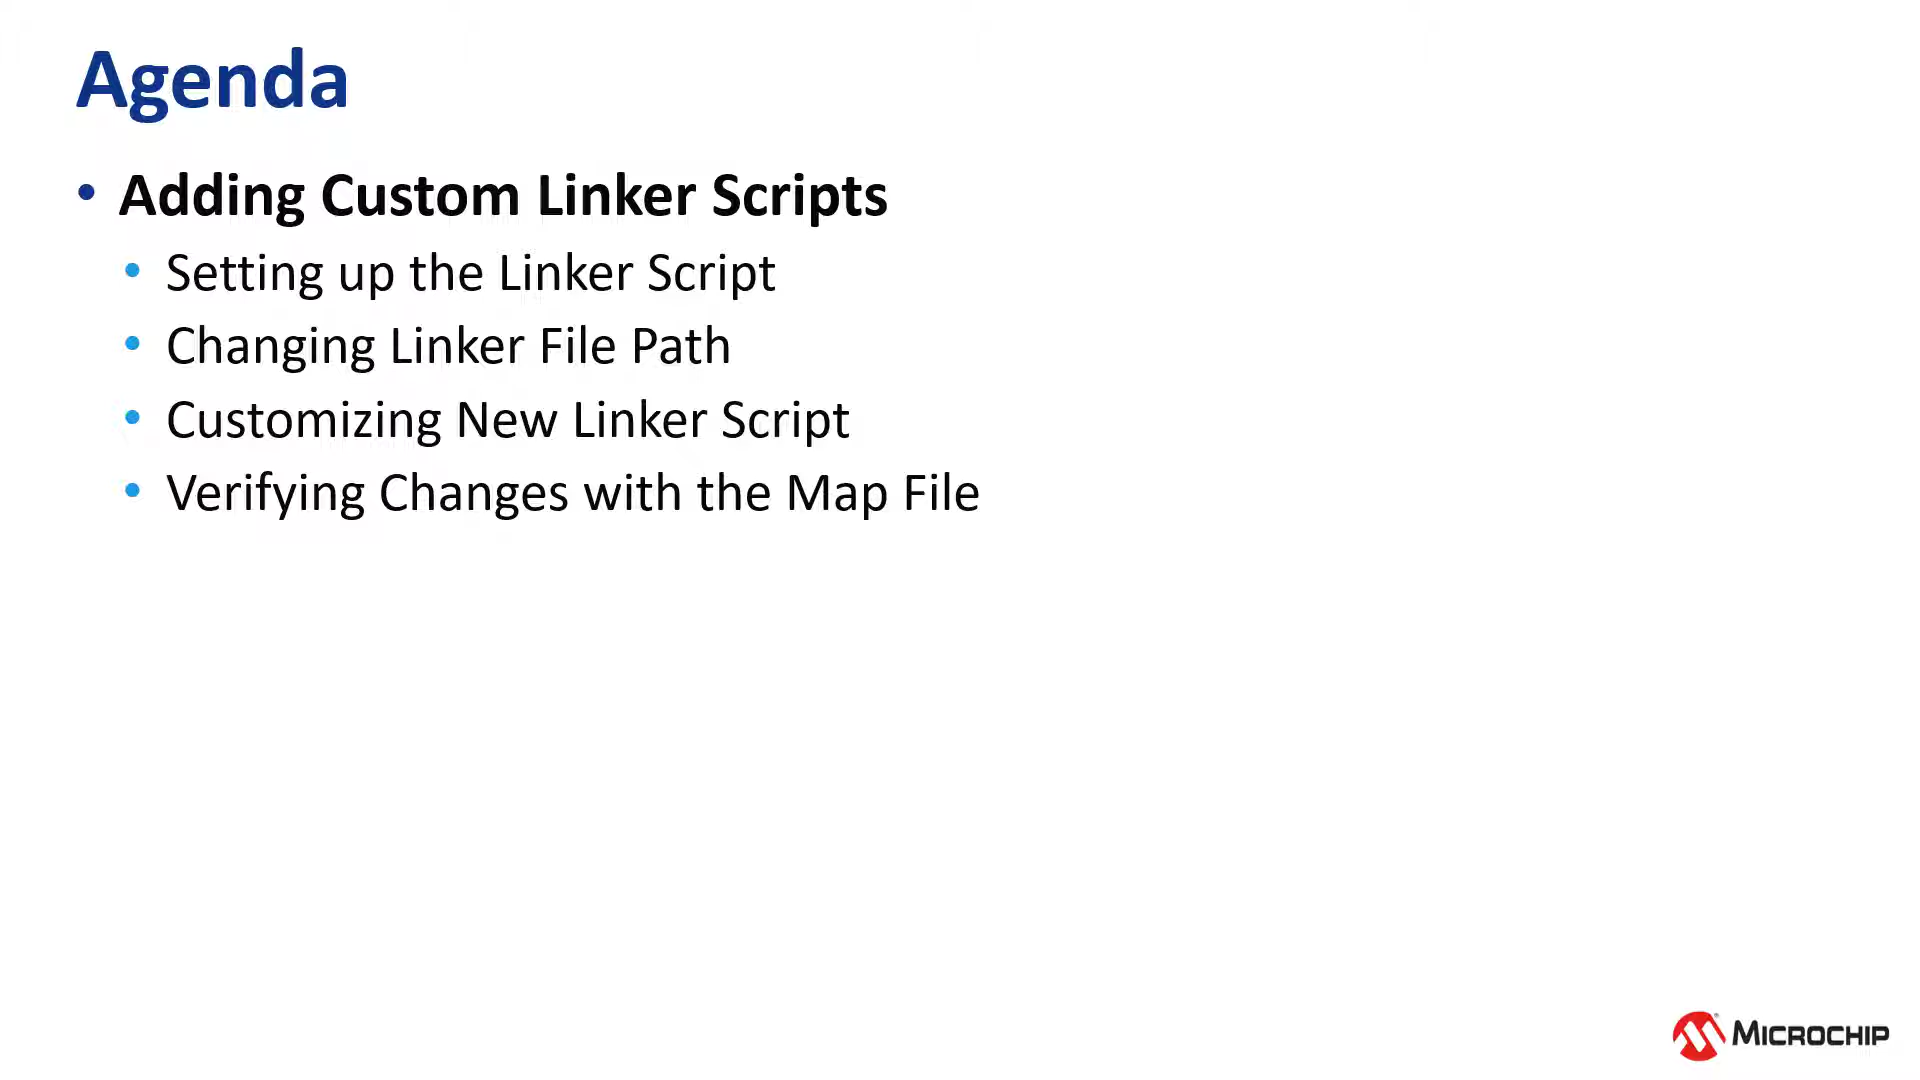 Agenda
• Adding Custom Linker Scripts
• Setting up the Linker Script
• Changing Linker File Path
• Customizing New Linker Script
• Verifying Changes with the Map File
MICROCHIP